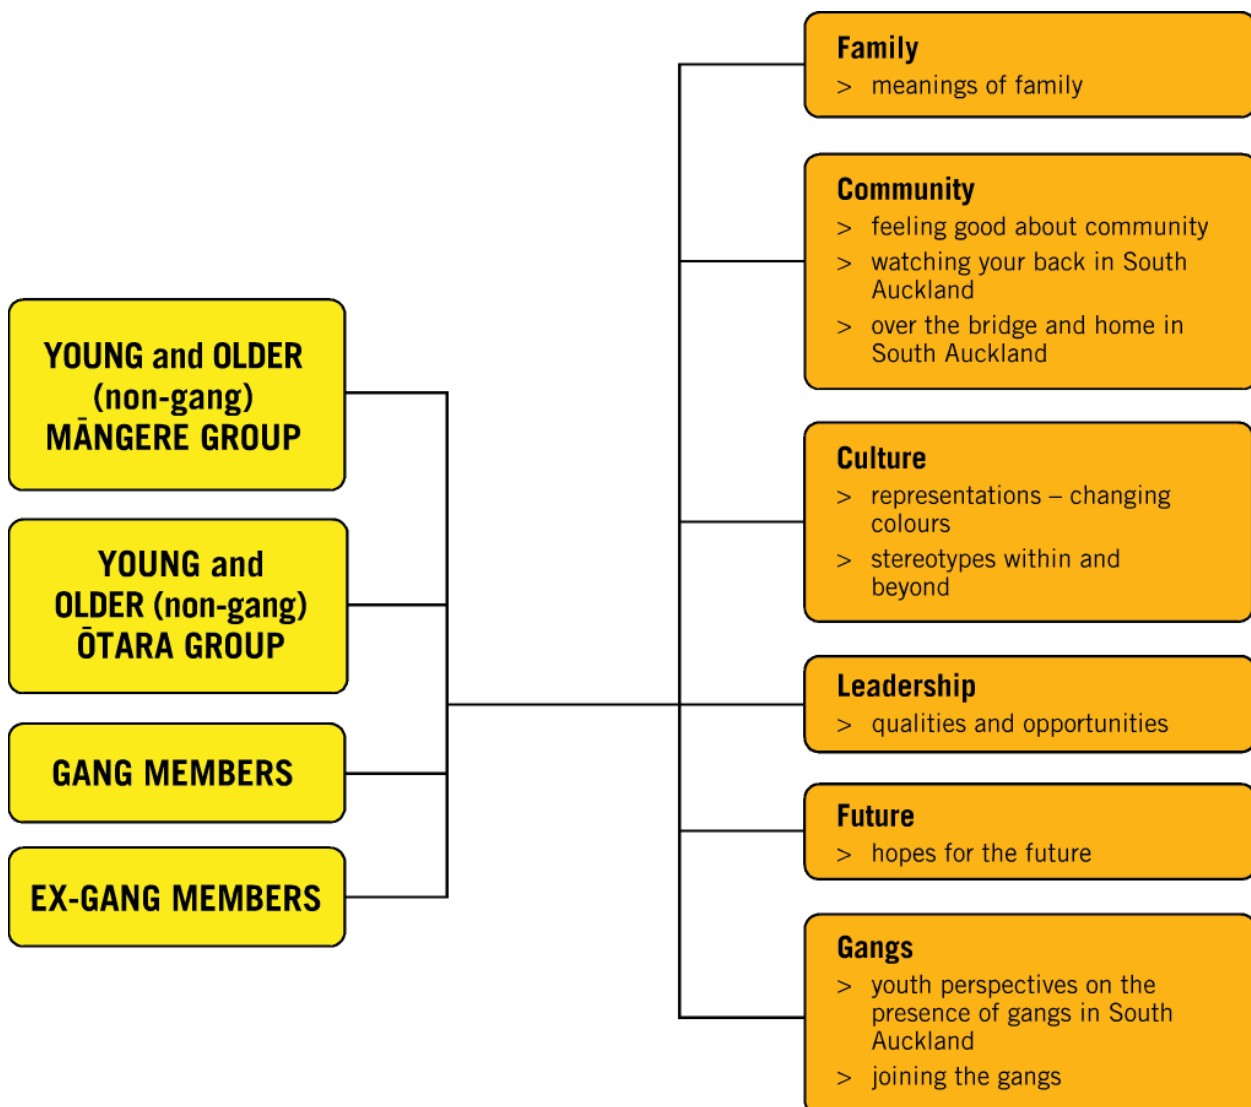 YOUNG and OLDER
(non-gang)
MĀNGERE GROUP
YOUNG and
OLDER (non-gang)
ŌTARA GROUP
GANG MEMBERS
EX-GANG MEMBERS
Family
> meanings of family
Community
> feeling good about community
> watching your back in South
Auckland
> over the bridge and home in
South Auckland
Culture
> representations – changing
colours
> stereotypes within and
beyond
Leadership
> qualities and opportunities
Future
> hopes for the future
Gangs
> youth perspectives on the
presence of gangs in South
Auckland
> joining the gangs